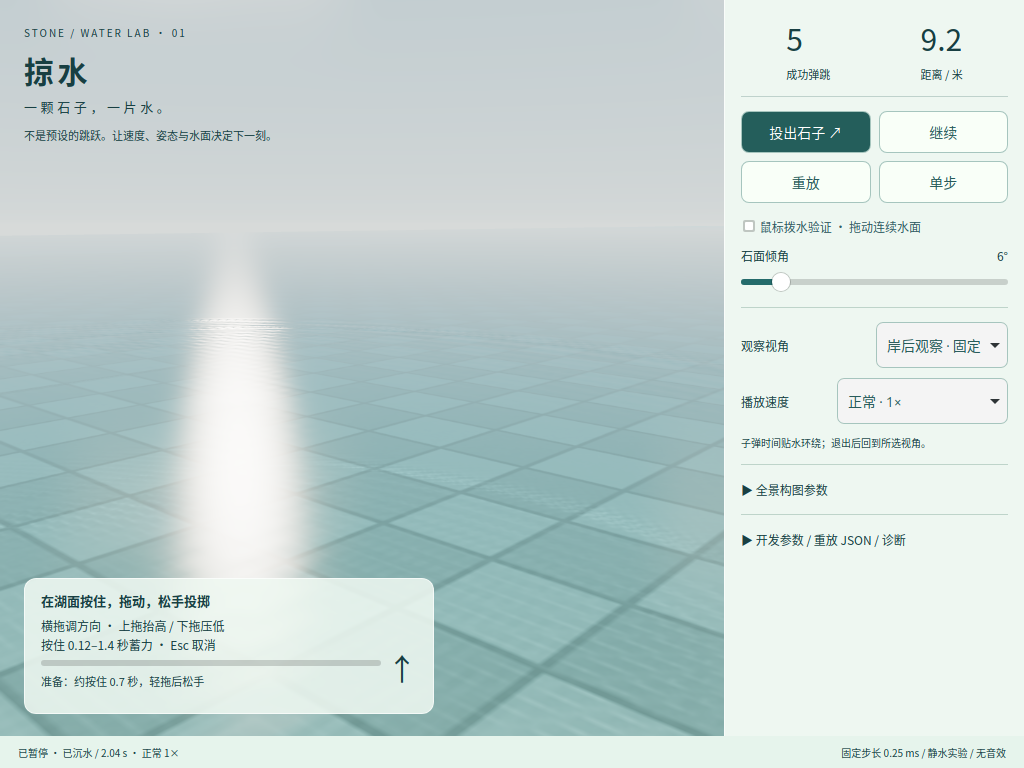 STONE / WATER LAB · 01
掠水
一颗石子，一片水。
不是预设的跳跃。让速度、姿态与水面决定下一刻。
5
成功弹跳
9.2
距离 / 米
投出石子 ↗
继续
重放
单步
鼠标拨水验证 · 拖动连续水面
石面倾角
6°
观察视角
岸后观察 · 固定
播放速度
正常 · 1×
子弹时间贴水环绕；退出后回到所选视角。
▶ 全景构图参数
▶ 开发参数 / 重放 JSON / 诊断
在湖面按住，拖动，松手投掷
横拖调方向 · 上拖抬高 / 下拖压低
按住 0.12–1.4 秒蓄力 · Esc 取消
↑
准备：约按住 0.7 秒，轻拖后松手
已暂停 · 已沉水 / 2.04 s · 正常 1×
固定步长 0.25 ms / 静水实验 / 无音效